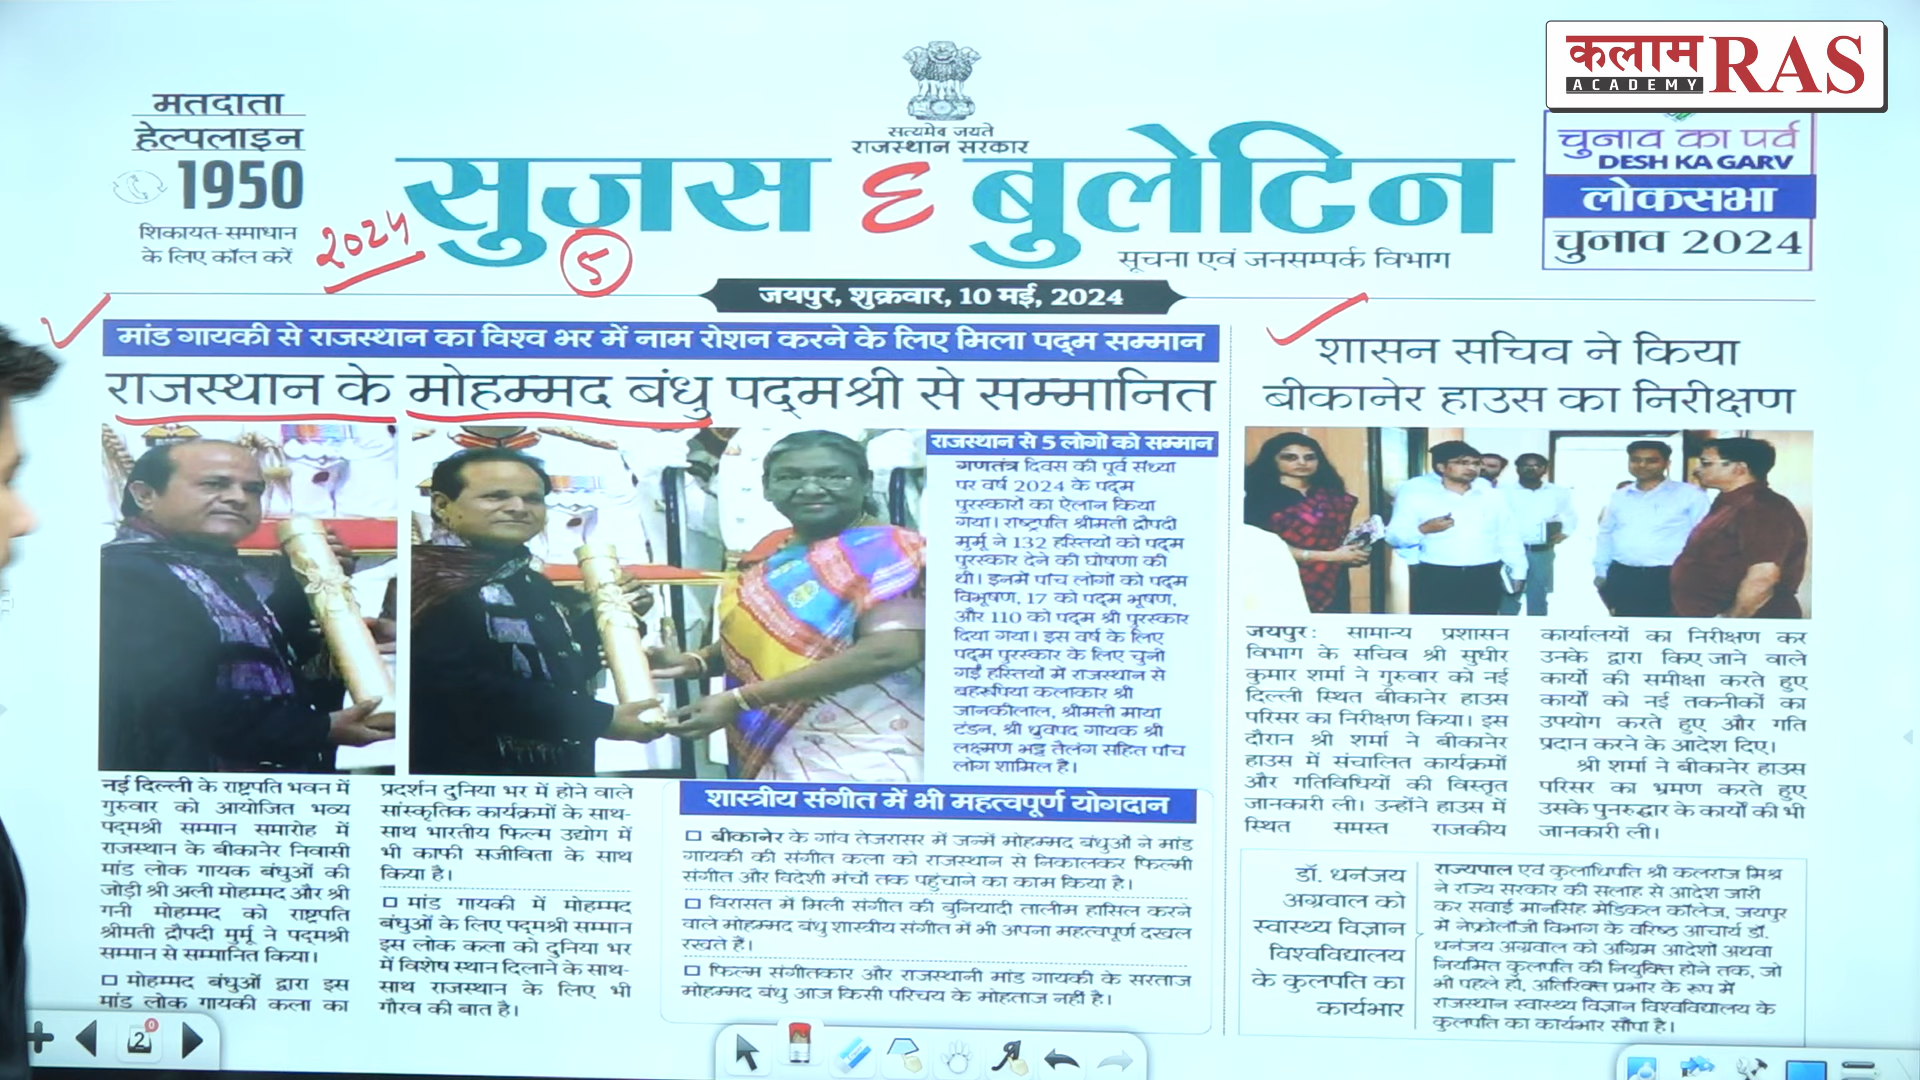 कलाम
ACADEMY
RAS
मतदाता
हेल्पलाइन
1950
शिकायत-समाधान
के लिए कॉल करें
सत्यमेव जयते
राजस्थान सरकार
सुजस ६ बुलेटिन
2024
5
सूचना एवं जनसम्पर्क विभाग
चुनाव का पर्व
DESH KA GARV
लोकसभा
चुनाव 2024
जयपुर, शुक्रवार, 10 मई, 2024
मांड गायकी से राजस्थान का विश्व भर में नाम रोशन करने के लिए मिला पद्म सम्मान
राजस्थान के मोहम्मद बंधु पद्मश्री से सम्मानित
राजस्थान से 5 लोगों को सम्मान
गणतंत्र दिवस की पूर्व संध्या
पर वर्ष 2024 के पद्म
पुरस्कारों का ऐलान किया
गया। राष्ट्रपति श्रीमती द्रौपदी
मुर्मू ने 132 हस्तियों को पद्म
पुरस्कार देने की घोषणा की
थी। इनमें पांच लोगों को पद्म
विभूषण, 17 को पद्म भूषण,
और 110 को पद्म श्री पुरस्कार
दिया गया। इस वर्ष के लिए
पद्म पुरस्कार के लिए चुनी
गई हस्तियों में राजस्थान से
बहरुपिया कलाकार श्री
जानकीलाल, श्रीमती माया
टंडन, श्री ध्रुवपद गायक श्री
लक्ष्मण भट्ट तैलंग सहित पांच
लोग शामिल है।
नई दिल्ली के राष्ट्रपति भवन में
गुरुवार को आयोजित भव्य
पद्मश्री सम्मान समारोह में
राजस्थान के बीकानेर निवासी
मांड लोक गायक बंधुओं की
जोड़ी श्री अली मोहम्मद और श्री
गनी मोहम्मद को राष्ट्रपति
श्रीमती द्रौपदी मुर्मू ने पद्मश्री
सम्मान से सम्मानित किया।
□ मोहम्मद बंधुओं द्वारा इस
मांड लोक गायकी कला का
प्रदर्शन दुनिया भर में होने वाले
सांस्कृतिक कार्यक्रमों के साथ-
साथ भारतीय फिल्म उद्योग में
भी काफी सजीविता के साथ
किया है।
□ मांड गायकी में मोहम्मद
बंधुओं के लिए पद्मश्री सम्मान
इस लोक कला को दुनिया भर
में विशेष स्थान दिलाने के साथ-
साथ राजस्थान के लिए भी
गौरव की बात है।
शास्त्रीय संगीत में भी महत्वपूर्ण योगदान
□ बीकानेर के गांव तेजरासर में जन्में मोहम्मद बंधुओं ने मांड
गायकी की संगीत कला को राजस्थान से निकालकर फिल्मी
संगीत और विदेशी मंचों तक पहुंचाने का काम किया है।
□ विरासत में मिली संगीत की बुनियादी तालीम हासिल करने
वाले मोहम्मद बंधु शास्त्रीय संगीत में भी अपना महत्वपूर्ण दखल
रखते हैं।
□ फिल्म संगीतकार और राजस्थानी मांड गायकी के सरताज
मोहम्मद बंधु आज किसी परिचय के मोहताज नहीं है।
शासन सचिव ने किया
बीकानेर हाउस का निरीक्षण
जयपुर: सामान्य प्रशासन
विभाग के सचिव श्री सुधीर
कुमार शर्मा ने गुरुवार को नई
दिल्ली स्थित बीकानेर हाउस
परिसर का निरीक्षण किया। इस
दौरान श्री शर्मा ने बीकानेर
हाउस में संचालित कार्यक्रमों
और गतिविधियों की विस्तृत
जानकारी ली। उन्होंने हाउस में
स्थित समस्त राजकीय
कार्यालयों का निरीक्षण कर
उनके द्वारा किए जाने वाले
कार्यो की समीक्षा करते हुए
कार्यों को नई तकनीकों का
उपयोग करते हुए और गति
प्रदान करने के आदेश दिए।
श्री शर्मा ने बीकानेर हाउस
परिसर का भ्रमण करते हुए
उसके पुनरुद्धार के कार्यों की भी
जानकारी ली।
डॉ. धनंजय
अग्रवाल को
स्वास्थ्य विज्ञान
विश्वविद्यालय
के कुलपति का
कार्यभार
राज्यपाल एवं कुलाधिपति श्री कलराज मिश्र
ने राज्य सरकार की सलाह से आदेश जारी
कर सवाई मानसिंह मेडिकल कॉलेज, जयपुर
में नेफ्रोलॉजी विभाग के वरिष्ठ आचार्य डॉ.
धनंजय अग्रवाल को अग्रिम आदेशों अथवा
नियमित कुलपति की नियुक्ति होने तक, जो
भी पहले हो, अतिरिक्त प्रभार के रूप में
राजस्थान स्वास्थ्य विज्ञान विश्वविद्यालय के
कुलपति का कार्यभार सौंपा है।
2
0